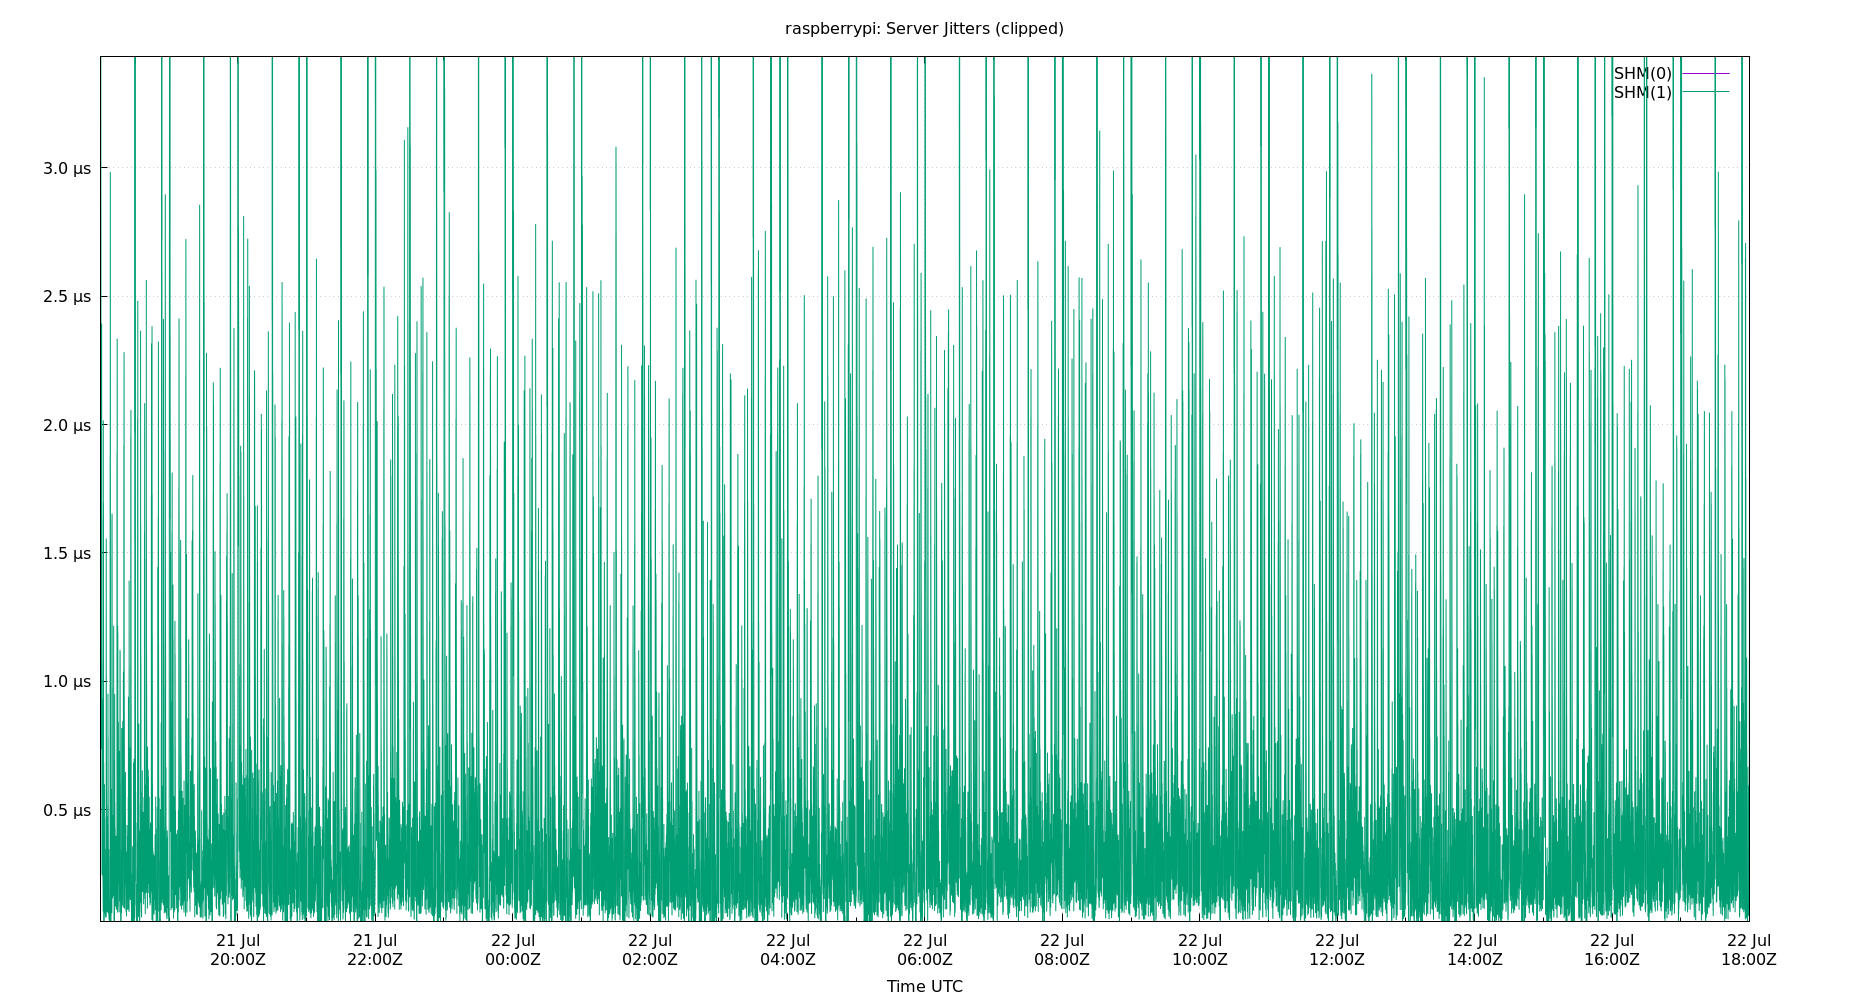 raspberrypi: Server Jitters (clipped)
SHM(0)
SHM(1)
3.0 µs
2.5 µs
2.0 µs
1.5 µs
1.0 µs
0.5 µs
21 Jul 21 Jul 22 Jul 22 Jul 22 Jul 22 Jul 22 Jul 22 Jul 22 Jul 22 Jul 22 Jul 22 Jul
20:00Z 22:00Z 00:00Z 02:00Z 04:00Z 06:00Z 08:00Z 10:00Z 12:00Z 14:00Z 16:00Z 18:00Z
Time UTC